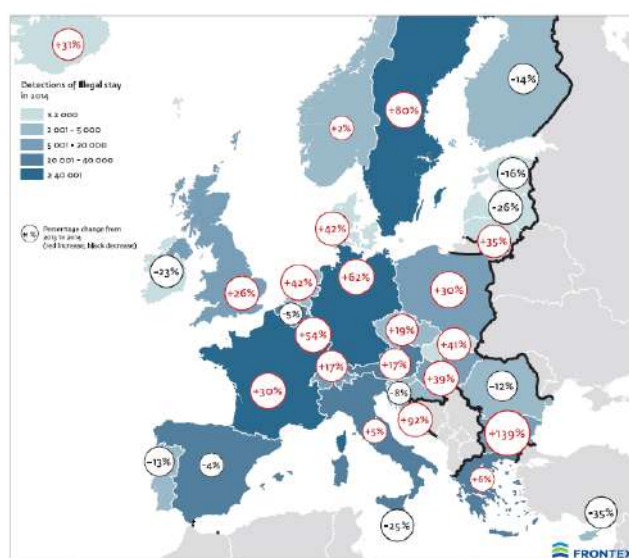 +31%
Detections of Illegal stay
in 2014
≤ 2 000
2 001 - 5 000
5 001 - 20 000
20 001 - 40 000
≥ 40 001
Percentage change from
2013 to 2014
(red increase, black decrease)
-14%
+80%
+2%
-16%
-26%
+35%
+42%
-23%
+26%
+42%
+62%
+30%
-5%
+54%
+19%
+41%
+17%
+17%
+39%
-12%
+30%
-8%
+92%
+139%
+5%
-13%
-4%
+6%
-25%
-35%
FRONTEX